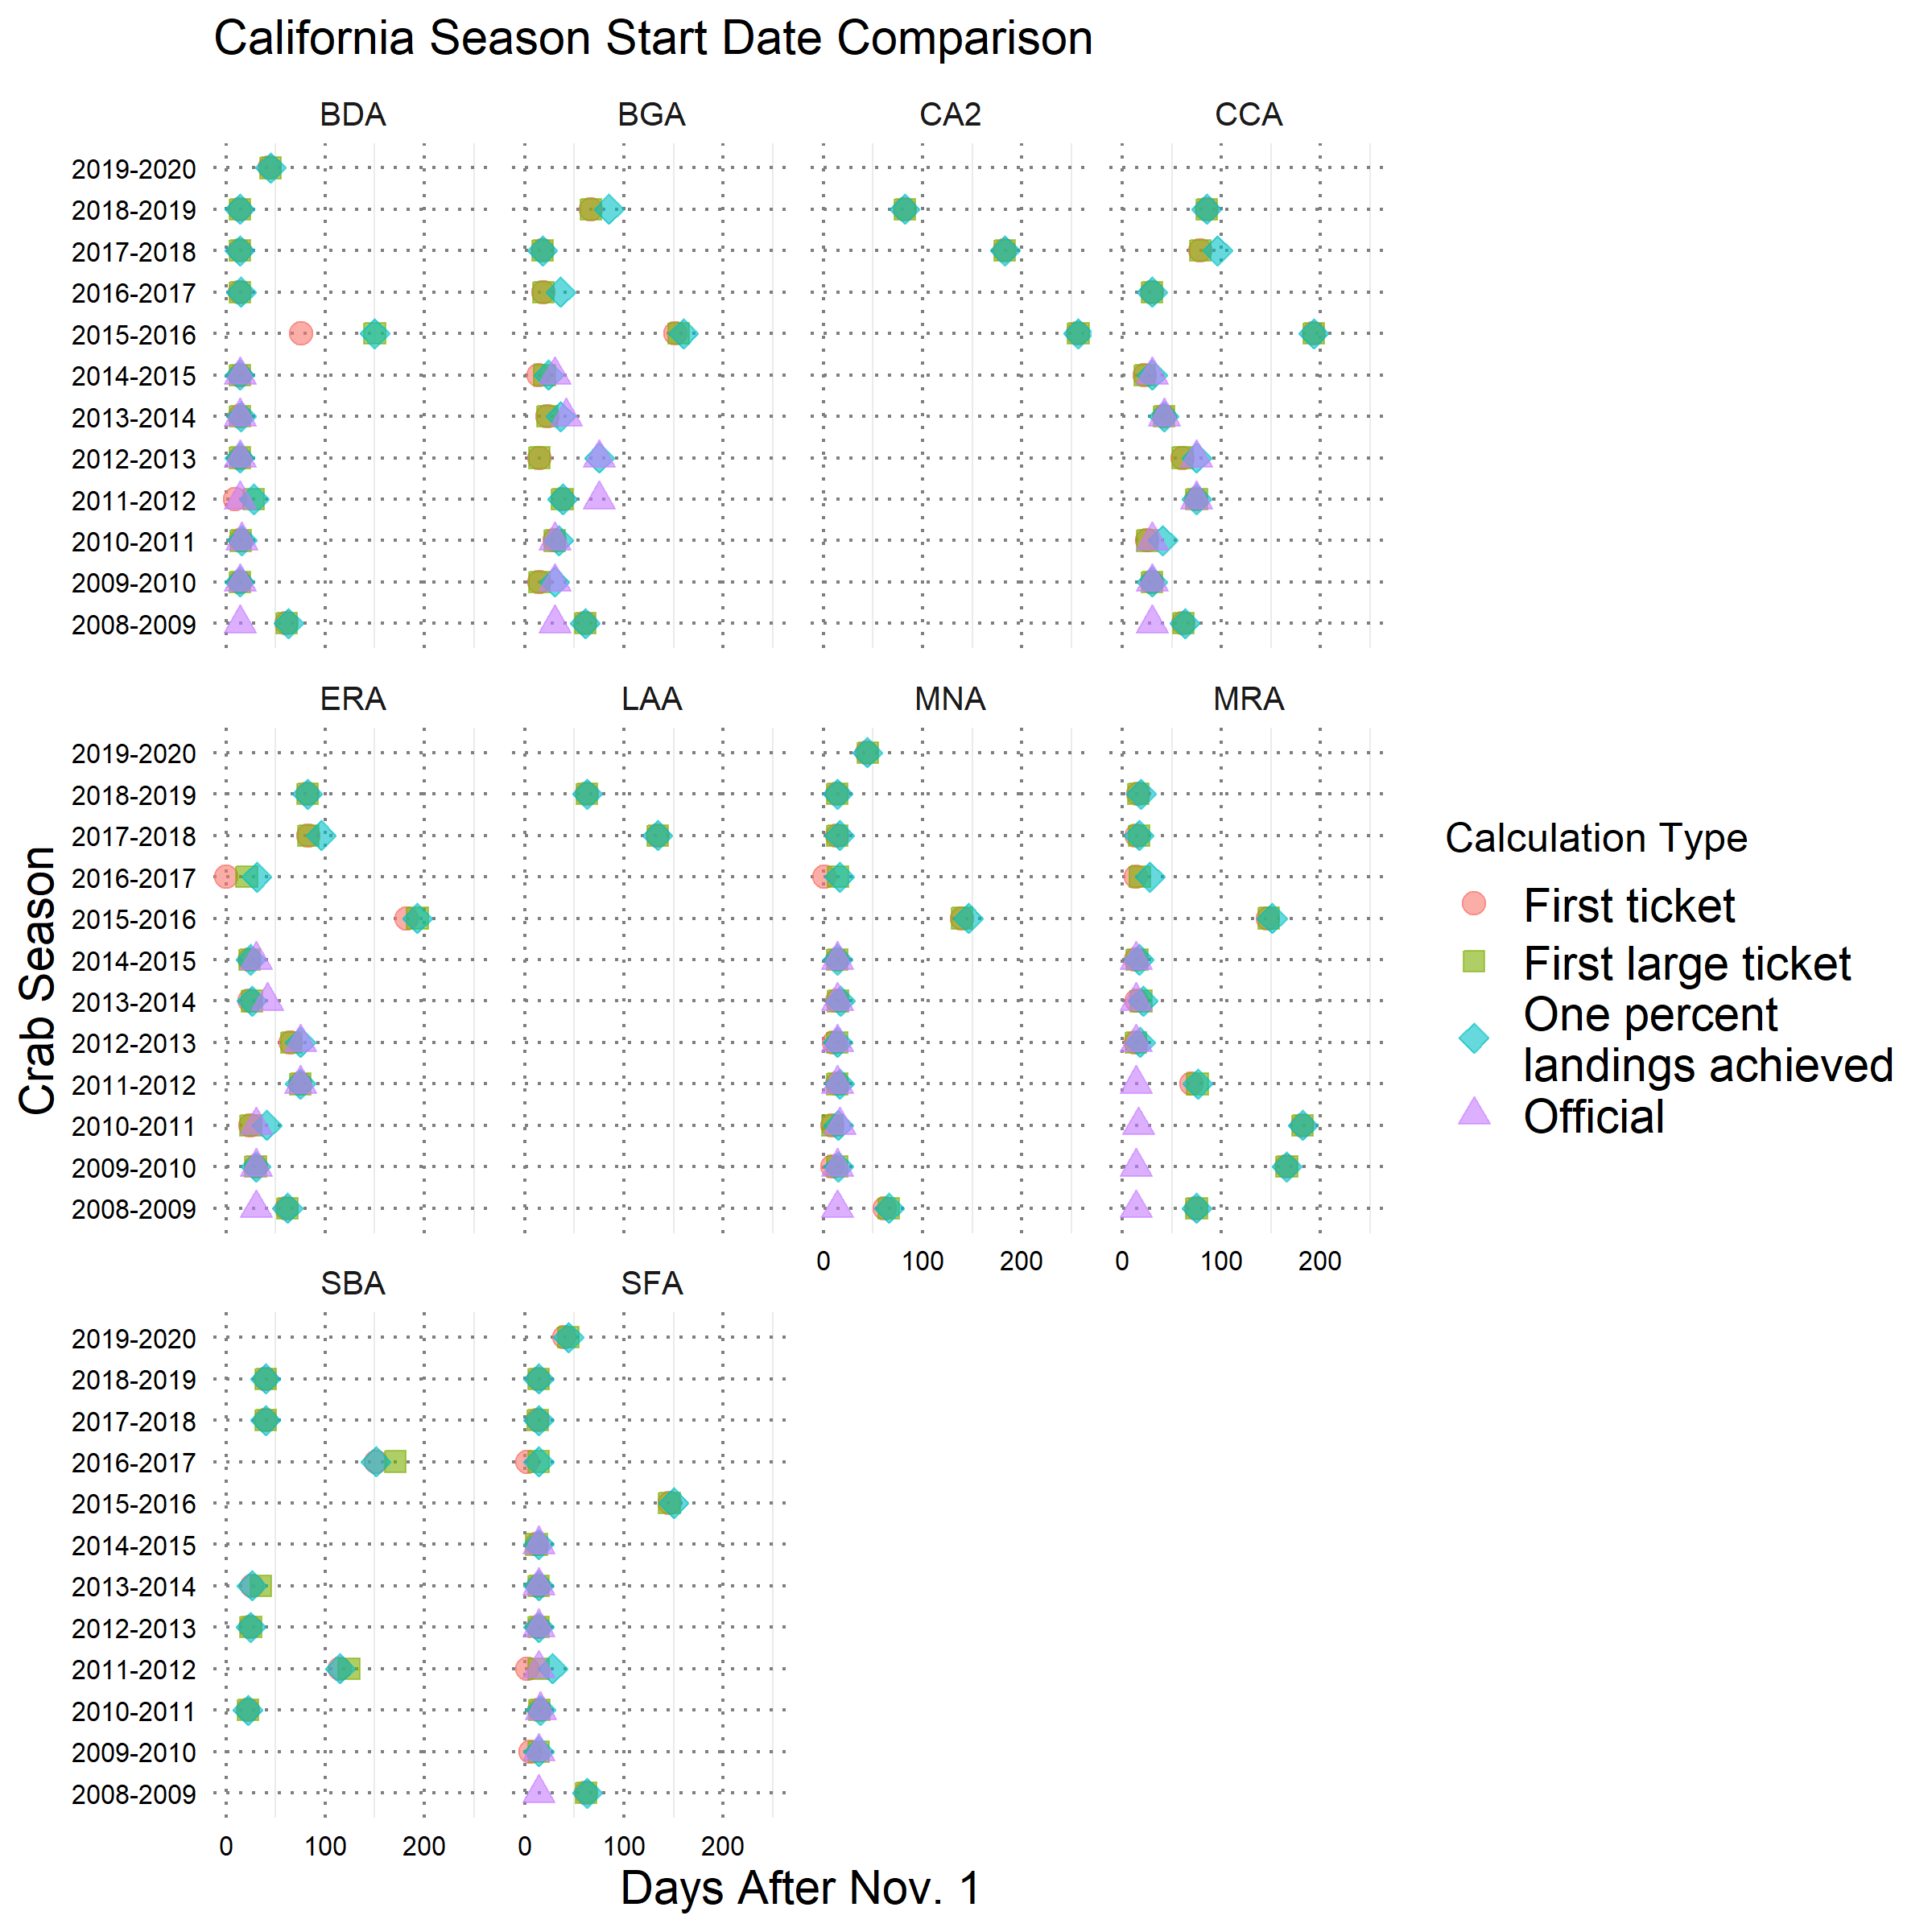 California Season Start Date Comparison
BDA BGA CA2 CCA
2019-2020
2018-2019
2017-2018
2016-2017
2015-2016
2014-2015
2013-2014
2012-2013
2011-2012
2010-2011
2009-2010
2008-2009
ERA LAA MNA MRA
2019-2020
2018-2019
2017-2018
2016-2017
2015-2016
2014-2015
2013-2014
2012-2013
2011-2012
2010-2011
2009-2010
2008-2009
0 100 200 0 100 200
SBA SFA
2019-2020
2018-2019
2017-2018
2016-2017
2015-2016
2014-2015
2013-2014
2012-2013
2011-2012
2010-2011
2009-2010
2008-2009
0 100 200 0 100 200
Days After Nov. 1
Crab Season
Calculation Type
First ticket
First large ticket
One percent
landings achieved
Official